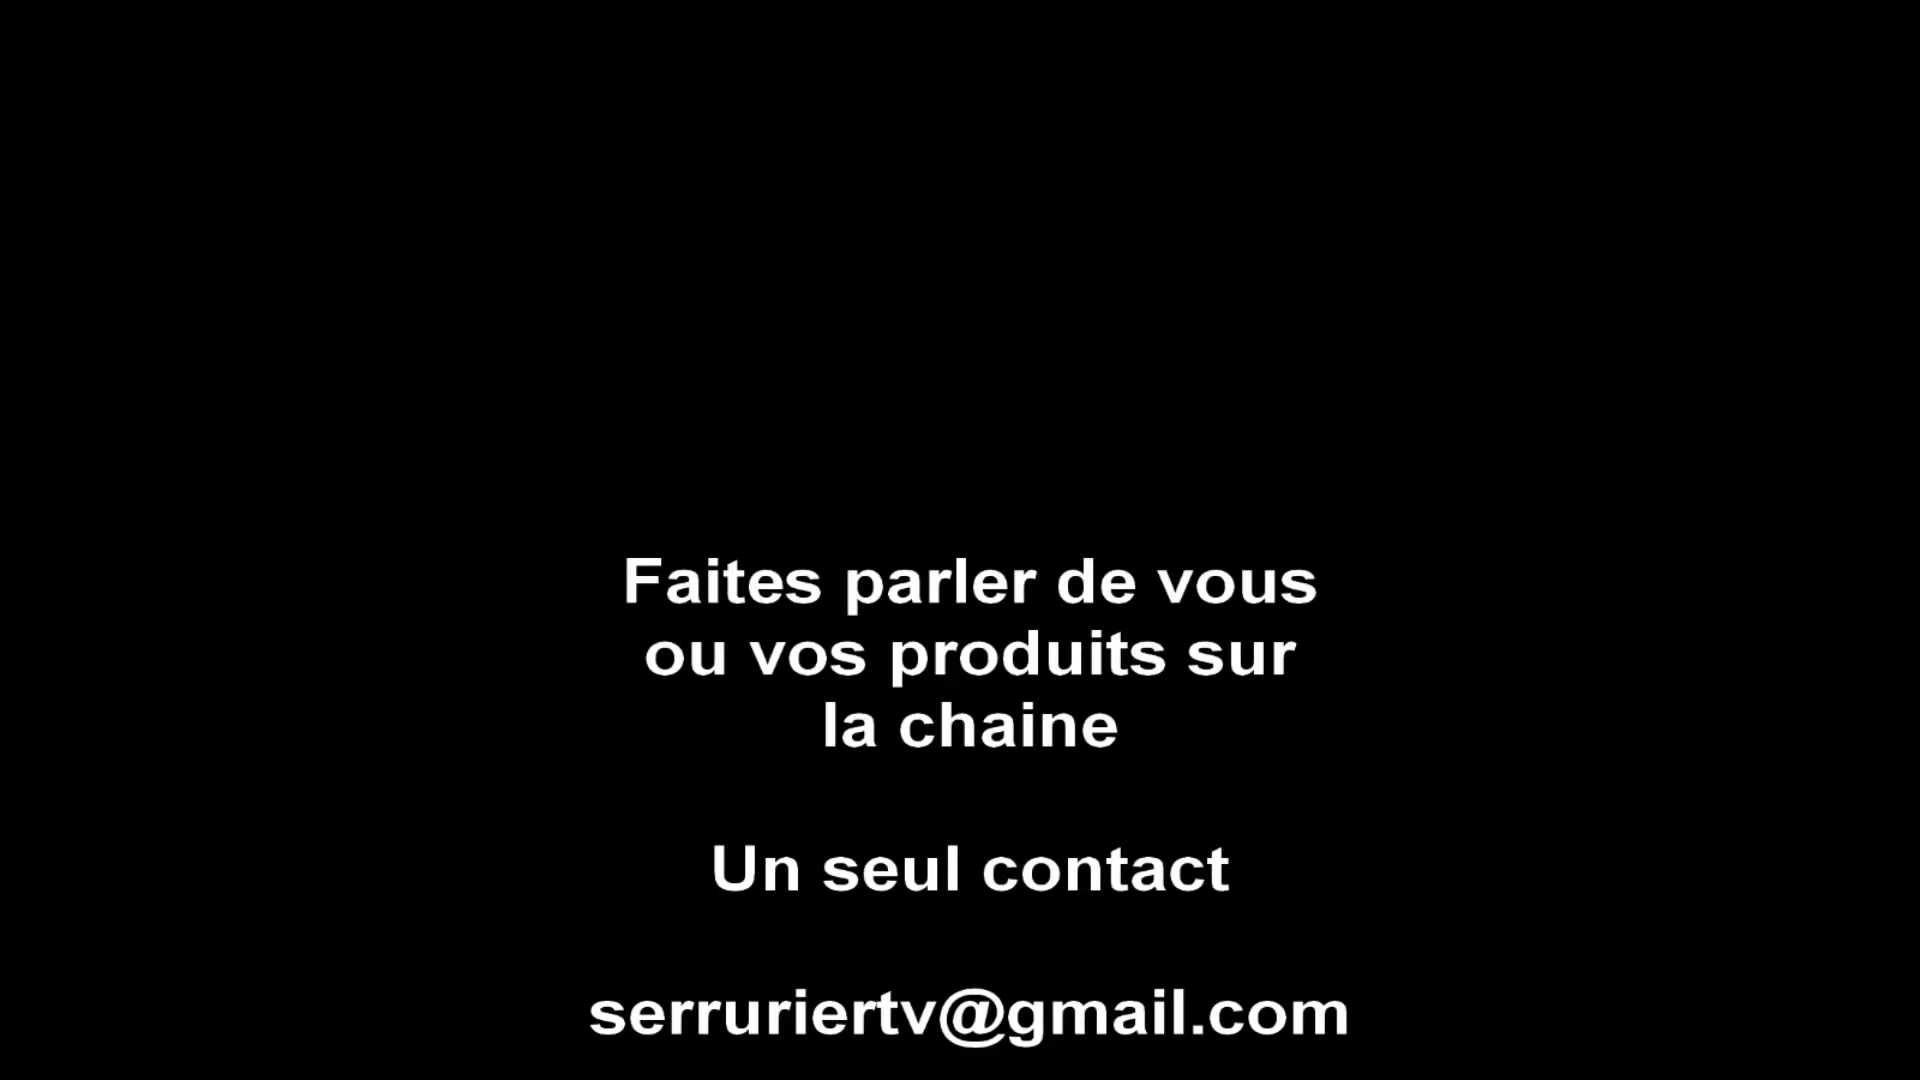 Faites parler de vous
ou vos produits sur
la chaine
Un seul contact
serruriertv@gmail.com